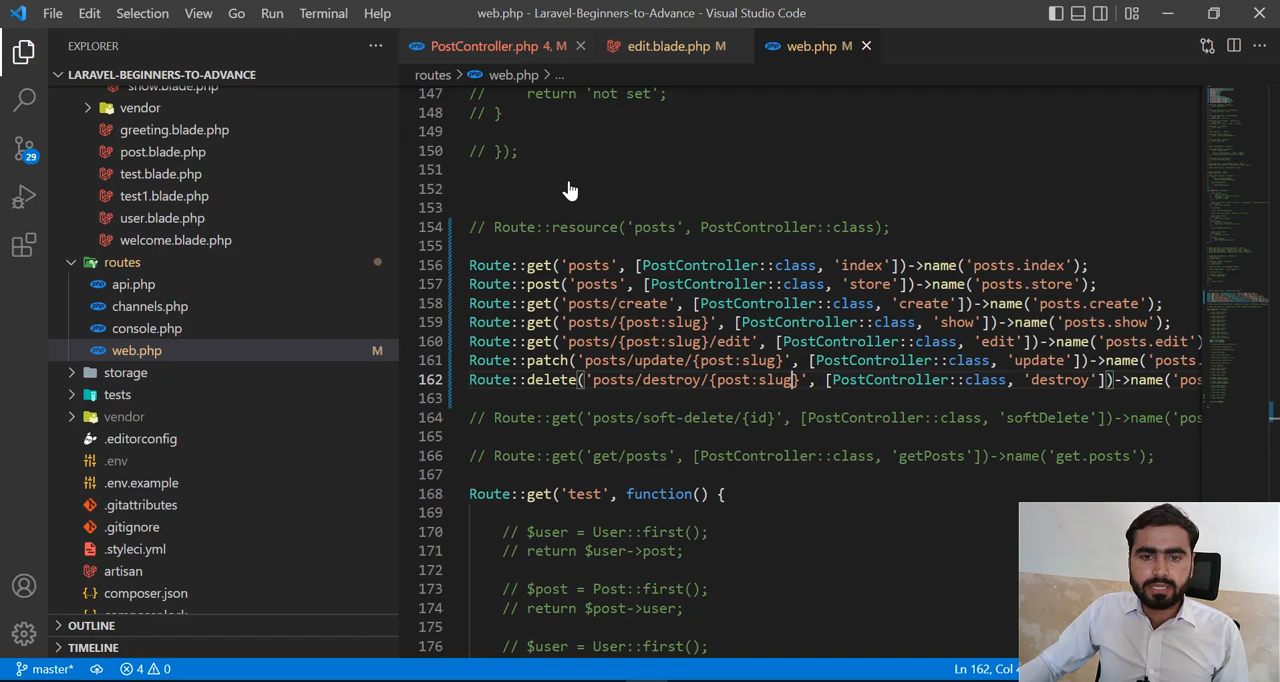 File Edit Selection View Go Run Terminal Help
web.php - Laravel-Beginners-to-Advance - Visual Studio Code
EXPLORER
PostController.php 4, M
edit.blade.php M
web.php M
LARAVEL-BEGINNERS-TO-ADVANCE
show.blade.php
vendor
greeting.blade.php
post.blade.php
test.blade.php
test1.blade.php
user.blade.php
welcome.blade.php
routes
api.php
channels.php
console.php
web.php M
storage
tests
vendor
.editorconfig
.env
.env.example
.gitattributes
.gitignore
.styleci.yml
artisan
composer.json
OUTLINE
TIMELINE
29
routes > web.php > ...
147 // return 'not set';
148 // }
149
150 // });
151
152
153
154 // Route::resource('posts', PostController::class);
155
156 Route::get('posts', [PostController::class, 'index'])->name('posts.index');
157 Route::post('posts', [PostController::class, 'store'])->name('posts.store');
158 Route::get('posts/create', [PostController::class, 'create'])->name('posts.create');
159 Route::get('posts/{post:slug}', [PostController::class, 'show'])->name('posts.show');
160 Route::get('posts/{post:slug}/edit', [PostController::class, 'edit'])->name('posts.edit')
161 Route::patch('posts/update/{post:slug}', [PostController::class, 'update'])->name('posts.
162 Route::delete('posts/destroy/{post:slug}', [PostController::class, 'destroy'])->name('pos
163
164 // Route::get('posts/soft-delete/{id}', [PostController::class, 'softDelete'])->name('pos
165
166 // Route::get('get/posts', [PostController::class, 'getPosts'])->name('get.posts');
167
168 Route::get('test', function() {
169
170 // $user = User::first();
171 // return $user->post;
172
173 // $post = Post::first();
174 // return $post->user;
175
176 // $user = User::first();
master* 4 0
Ln 162, Col